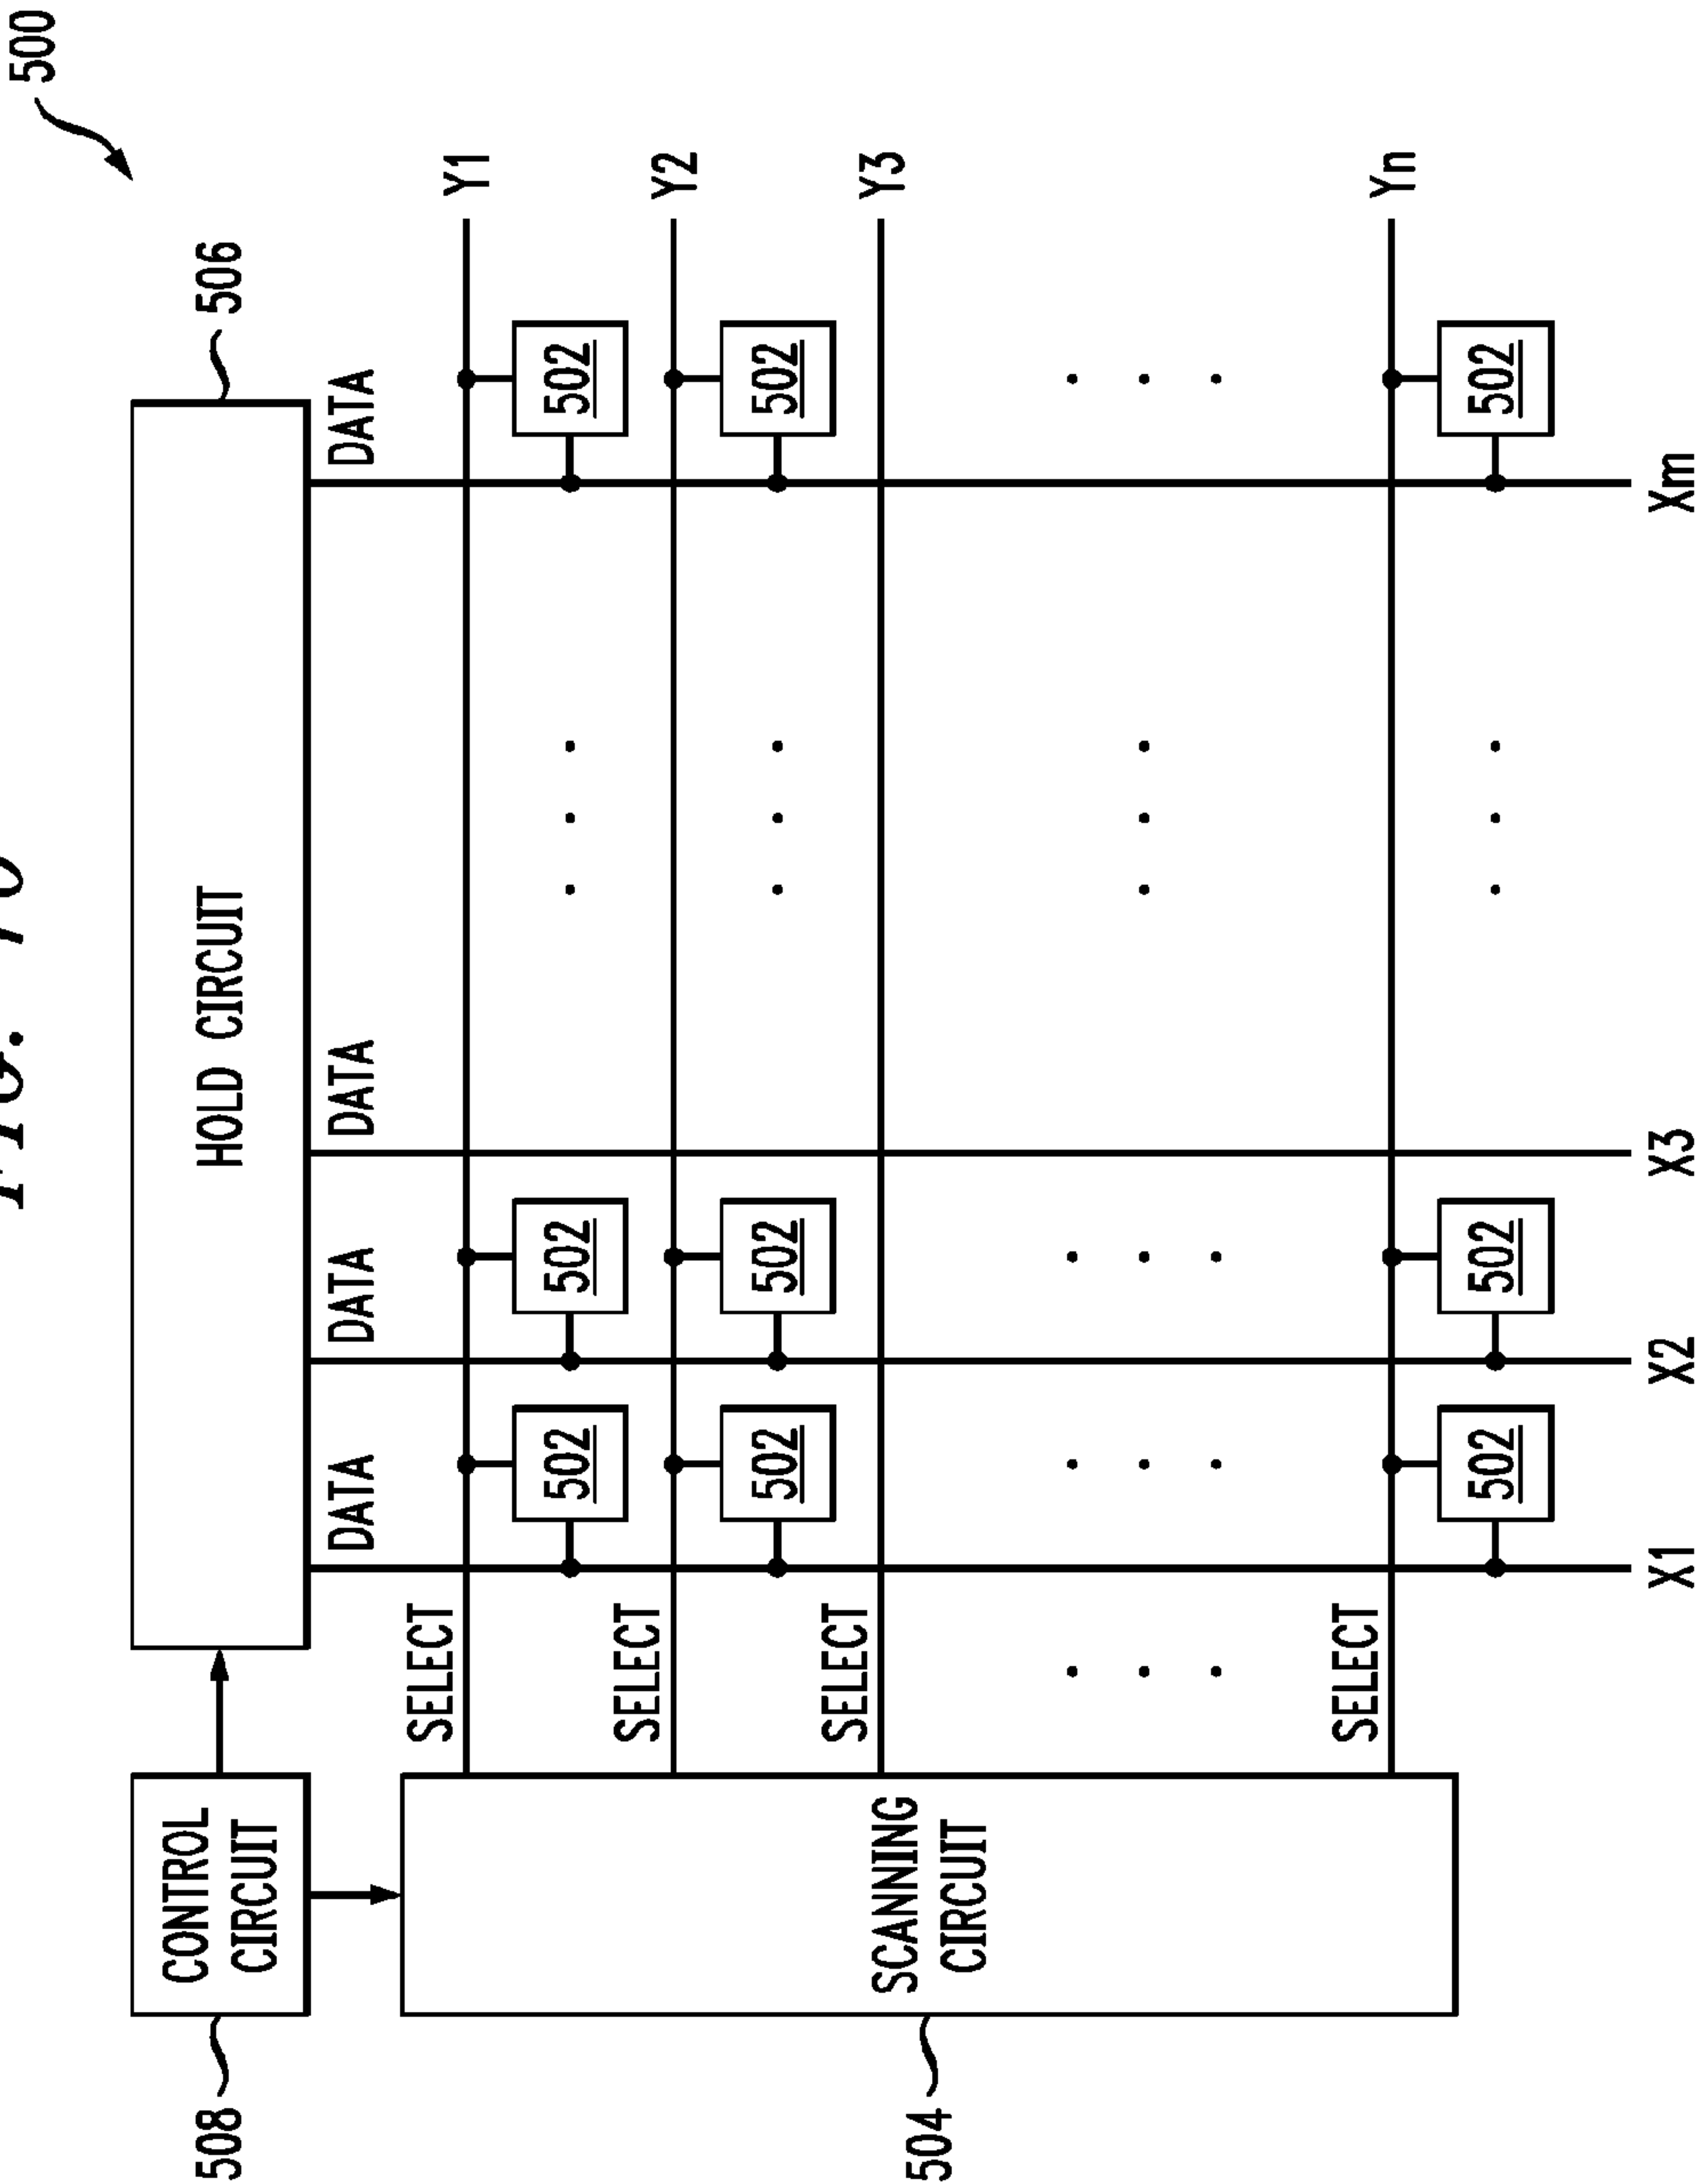 FIG.
500
508
CONTROL
CIRCUIT
HOLD CIRCUIT
506
DATA
DATA
DATA
DATA
SELECT
Y1
502
502
502
SELECT
Y2
502
502
502
SELECT
Y3
504
SCANNING
CIRCUIT
SELECT
Yn
502
502
502
X1
X2
X3
Xm